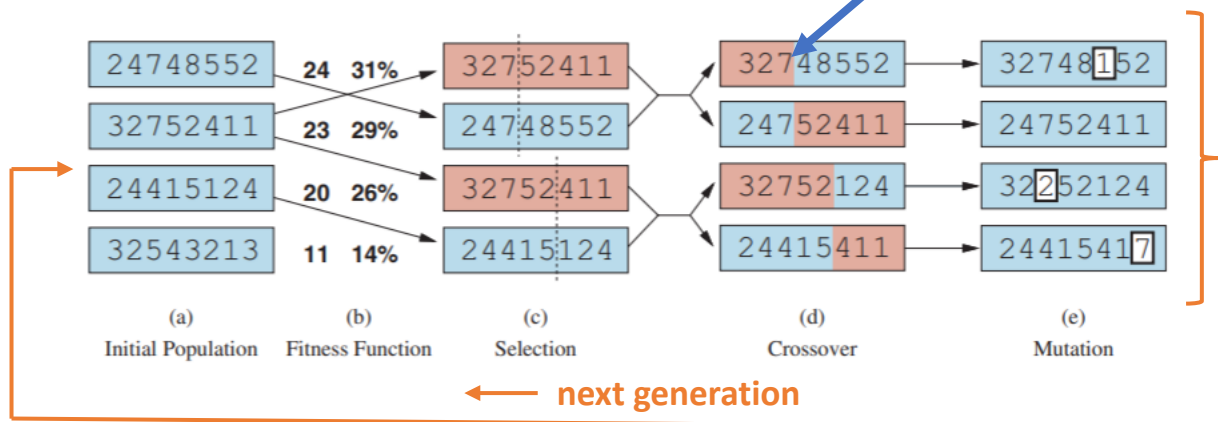 24748552 24 31% 32752411 32748552 32748152
32752411 23 29% 24748552 24752411 24752411
24415124 20 26% 32752411 32752124 32252124
32543213 11 14% 24415124 24415411 24415417
(a) (b) (c) (d) (e)
Initial Population Fitness Function Selection Crossover Mutation
next generation